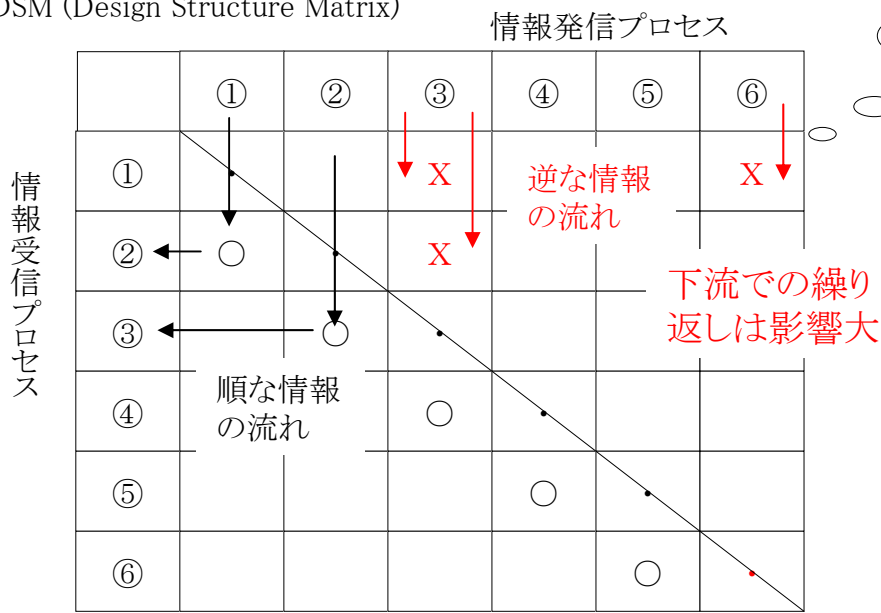 DSM (Design Structure Matrix)
情報発信プロセス
① ② ③ ④ ⑤ ⑥
情報受信プロセス
① X X
逆な情報
の流れ
② ○ X
下流での繰り
返しは影響大
③ ○
順な情報
の流れ
④ ○
⑤ ○
⑥ ○